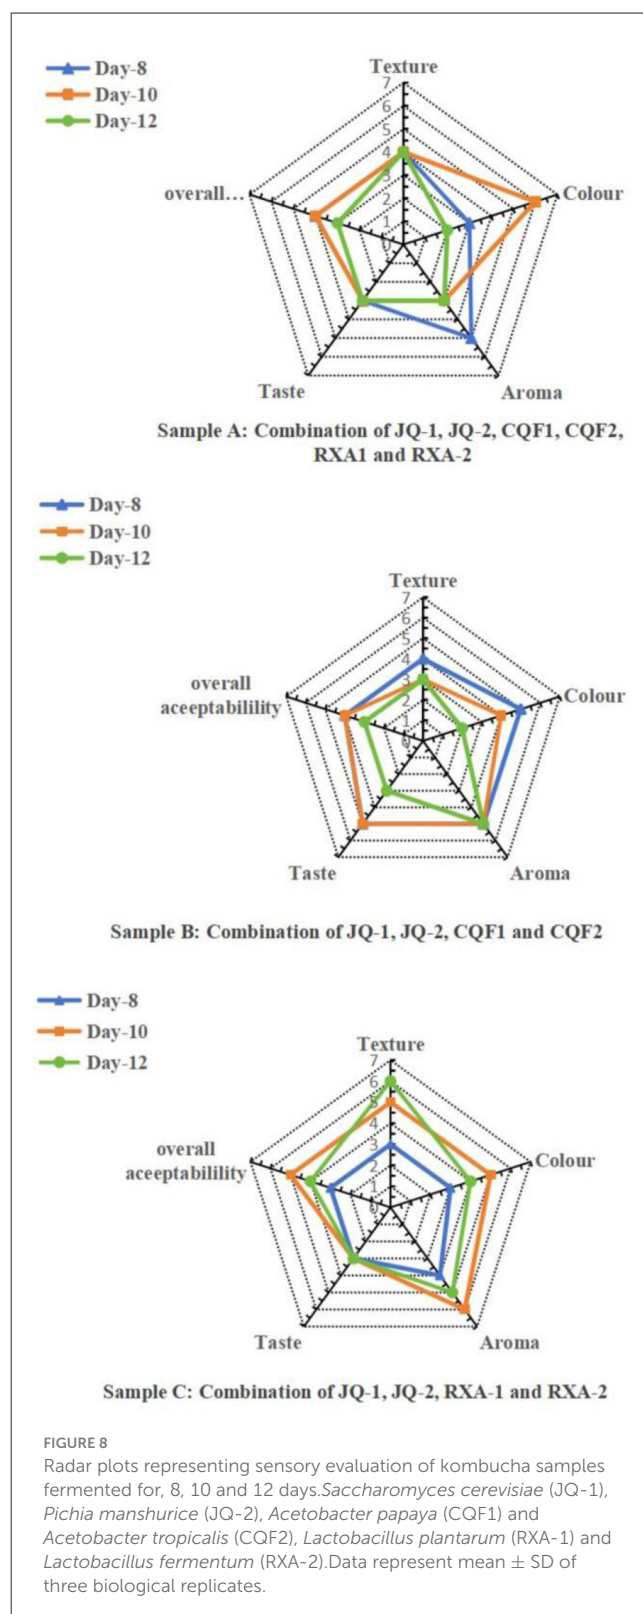 Day-8
Day-10
Day-12
Texture
7
6
5
4
3
2
1
0
Colour
overall...
Taste
Aroma
Sample A: Combination of JQ-1, JQ-2, CQF1, CQF2,
RXA1 and RXA-2
Day-8
Day-10
Day-12
Texture
7
6
5
4
3
2
1
0
overall
aceeptabilility
Colour
Taste
Aroma
Sample B: Combination of JQ-1, JQ-2, CQF1 and CQF2
Day-8
Day-10
Day-12
Texture
7
6
5
4
3
2
1
0
overall
aceeptabilility
Colour
Taste
Aroma
Sample C: Combination of JQ-1, JQ-2, RXA-1 and RXA-2
FIGURE 8
Radar plots representing sensory evaluation of kombucha samples
fermented for, 8, 10 and 12 days.Saccharomyces cerevisiae (JQ-1),
Pichia manshurice (JQ-2), Acetobacter papaya (CQF1) and
Acetobacter tropicalis (CQF2), Lactobacillus plantarum (RXA-1) and
Lactobacillus fermentum (RXA-2).Data represent mean ± SD of
three biological replicates.